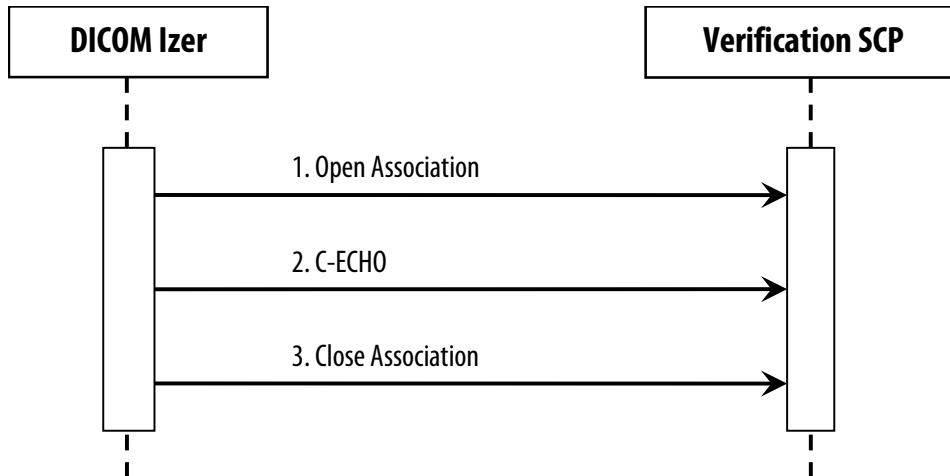 DICOM Izer
Verification SCP
1. Open Association
2. C-ECHO
3. Close Association